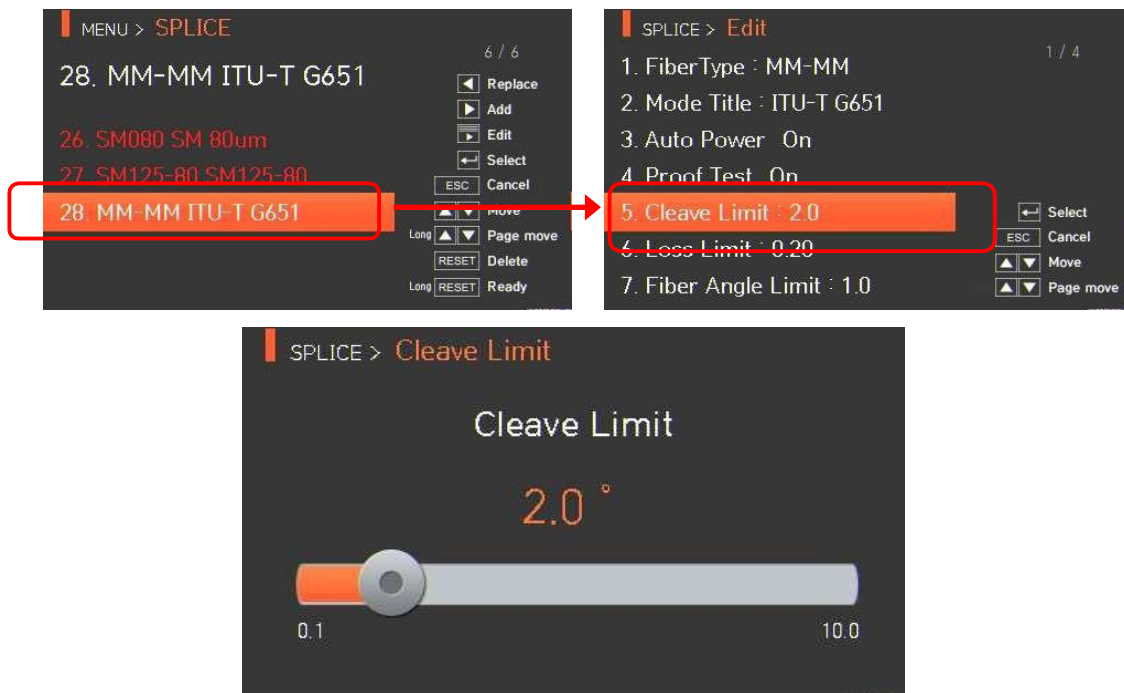 MENU > SPLICE
6 / 6
28. MM-MM ITU-T G651
26. SM080 SM 80um
27. SM125-80 SM125-80
28. MM-MM ITU-T G651
Replace
Add
Edit
Select
ESC Cancel
Move
Long Page move
RESET Delete
Long RESET Ready
SPLICE > Edit
1 / 4
1. FiberType : MM-MM
2. Mode Title : ITU-T G651
3. Auto Power On
4. Proof Test On
5. Cleave Limit : 2.0
6. Loss Limit : 0.20
7. Fiber Angle Limit : 1.0
Select
ESC Cancel
Move
Page move
SPLICE > Cleave Limit
Cleave Limit
2.0 °
0.1 10.0